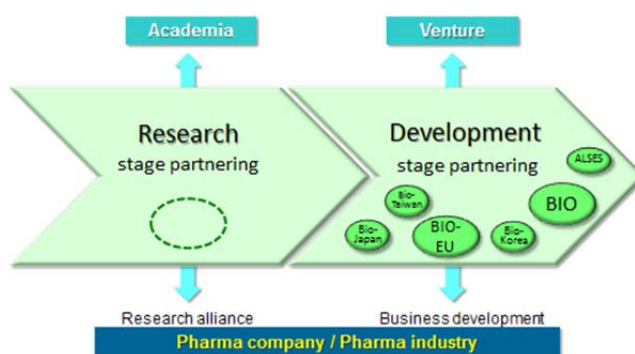 Academia
Venture
Research
stage partnering
Development
stage partnering
ALSES
Bio-
Taiwan
BIO
Bio-
Japan
BIO-
EU
Bio-
Korea
Research alliance
Business development
Pharma company / Pharma industry